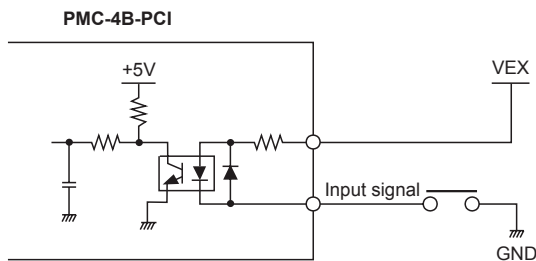 PMC-4B-PCI
+5V
VEX
Input signal
GND